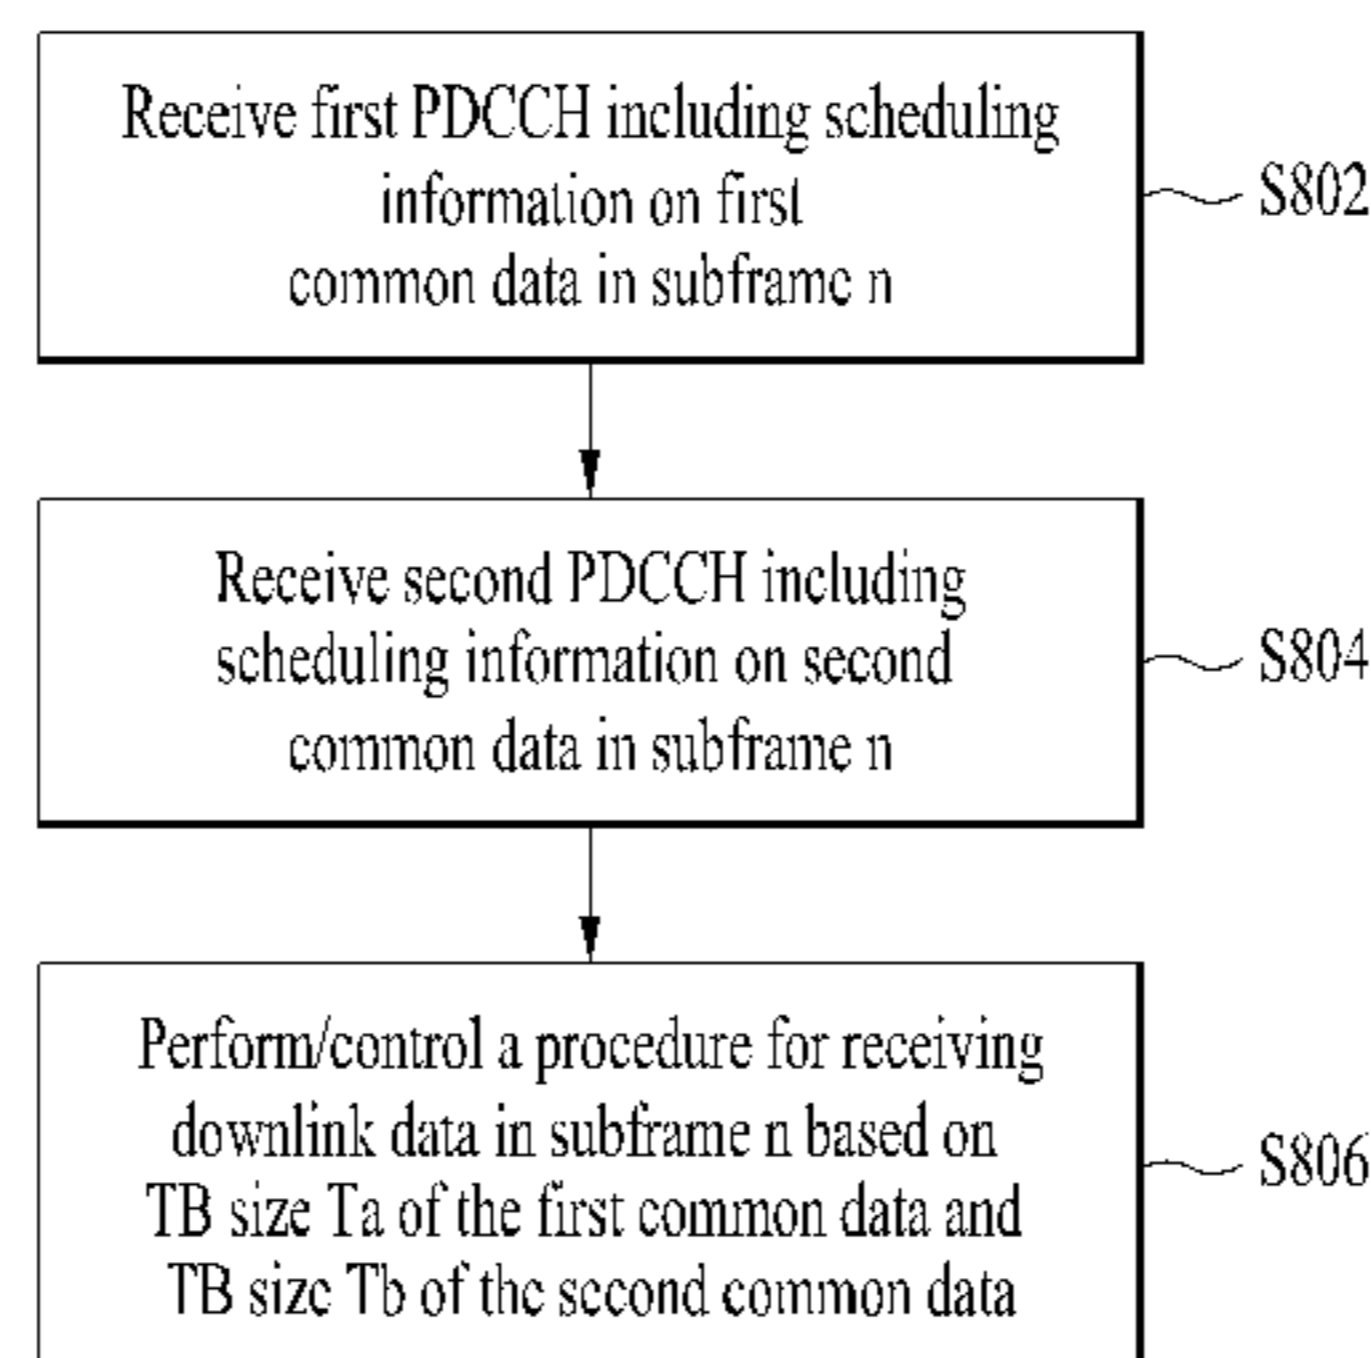 Receive first PDCCH including scheduling
information on first
common data in subframe n
S802
Receive second PDCCH including
scheduling information on second
common data in subframe n
S804
Perform/control a procedure for receiving
downlink data in subframe n based on
TB size Ta of the first common data and
TB size Tb of the second common data
S806